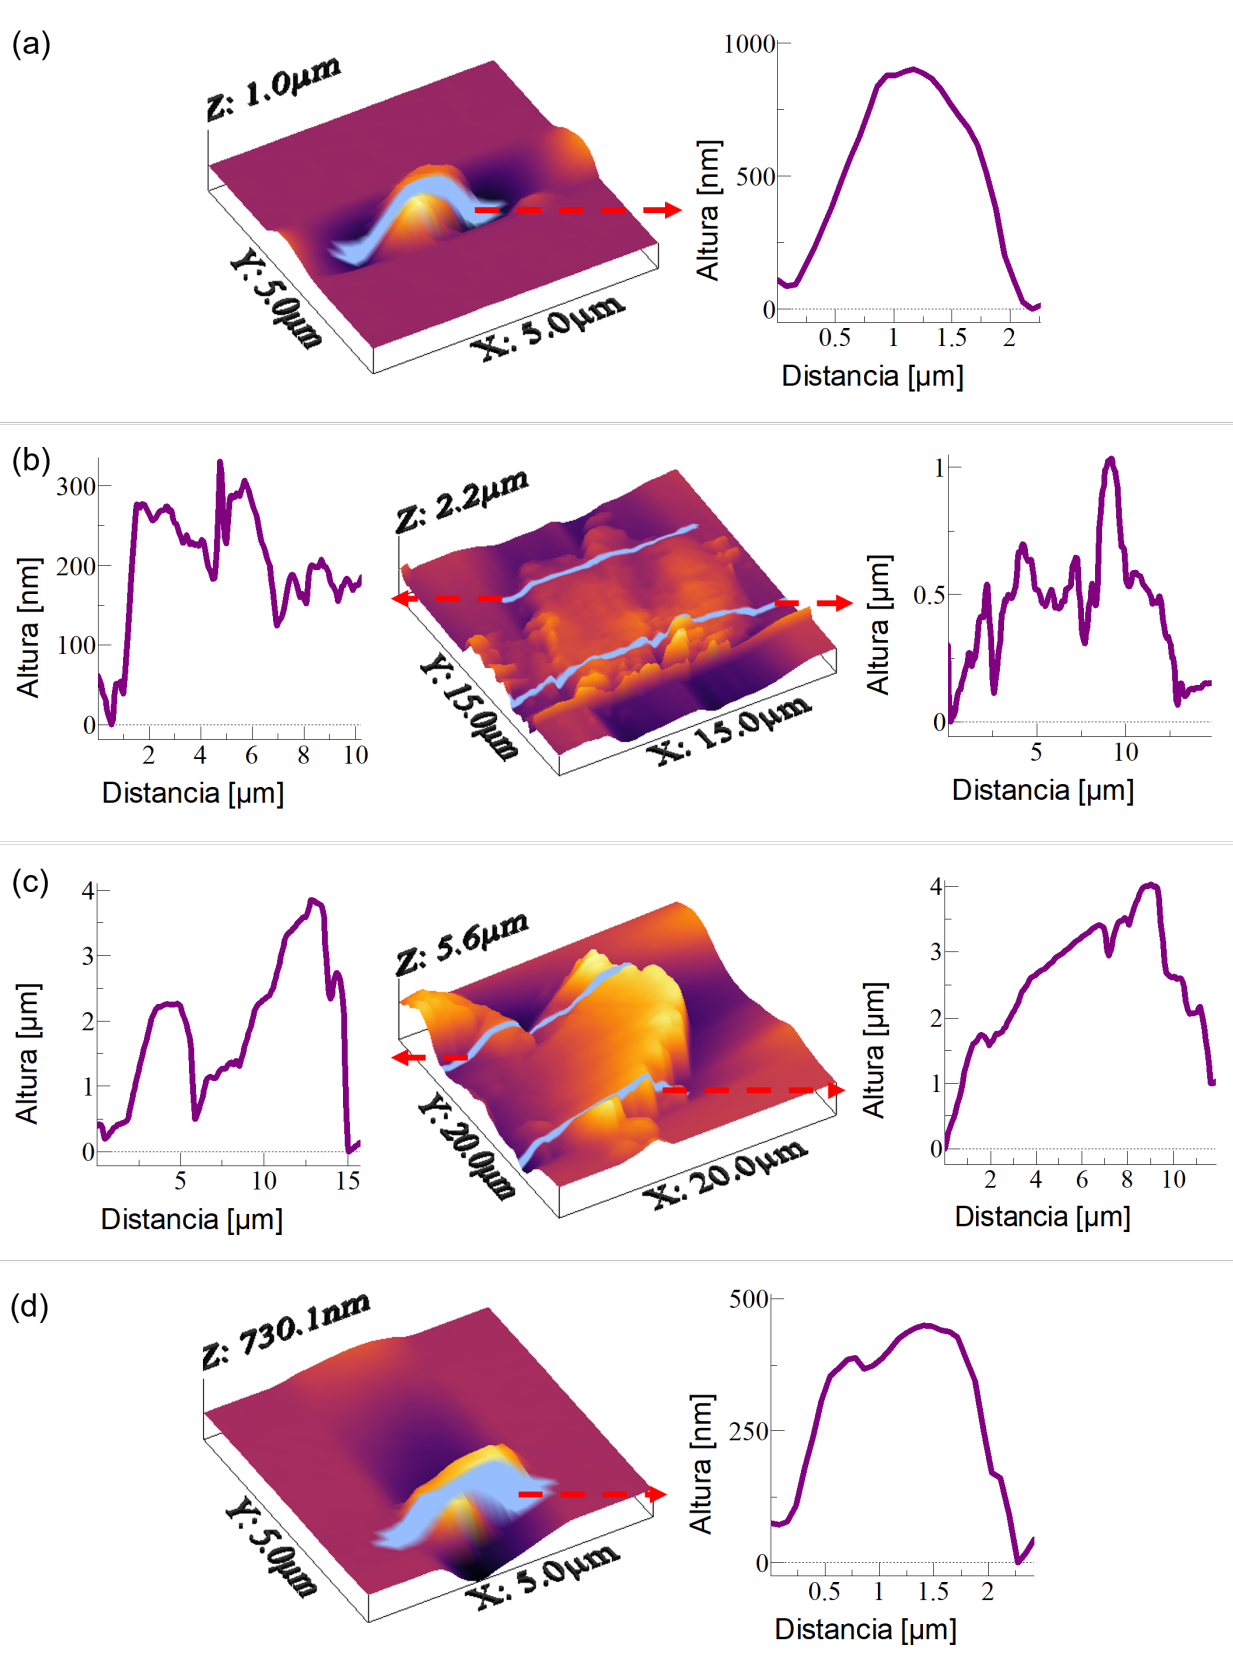 (a)
Z: 1.0µm
Y: 5.0µm
X: 5.0µm
1000
500
0
Altura [nm]
0.5 1 1.5 2
Distancia [µm]
(b)
300
200
100
0
Altura [nm]
2 4 6 8 10
Distancia [µm]
Z: 2.2µm
Y: 15.0µm
X: 15.0µm
1
0.5
0
Altura [µm]
5 10
Distancia [µm]
(c)
4
3
2
1
0
Altura [µm]
5 10 15
Distancia [µm]
Z: 5.6µm
Y: 20.0µm
X: 20.0µm
4
3
2
1
0
Altura [µm]
2 4 6 8 10
Distancia [µm]
(d)
Z: 730.1nm
Y: 5.0µm
X: 5.0µm
500
250
0
Altura [nm]
0.5 1 1.5 2
Distancia [µm]